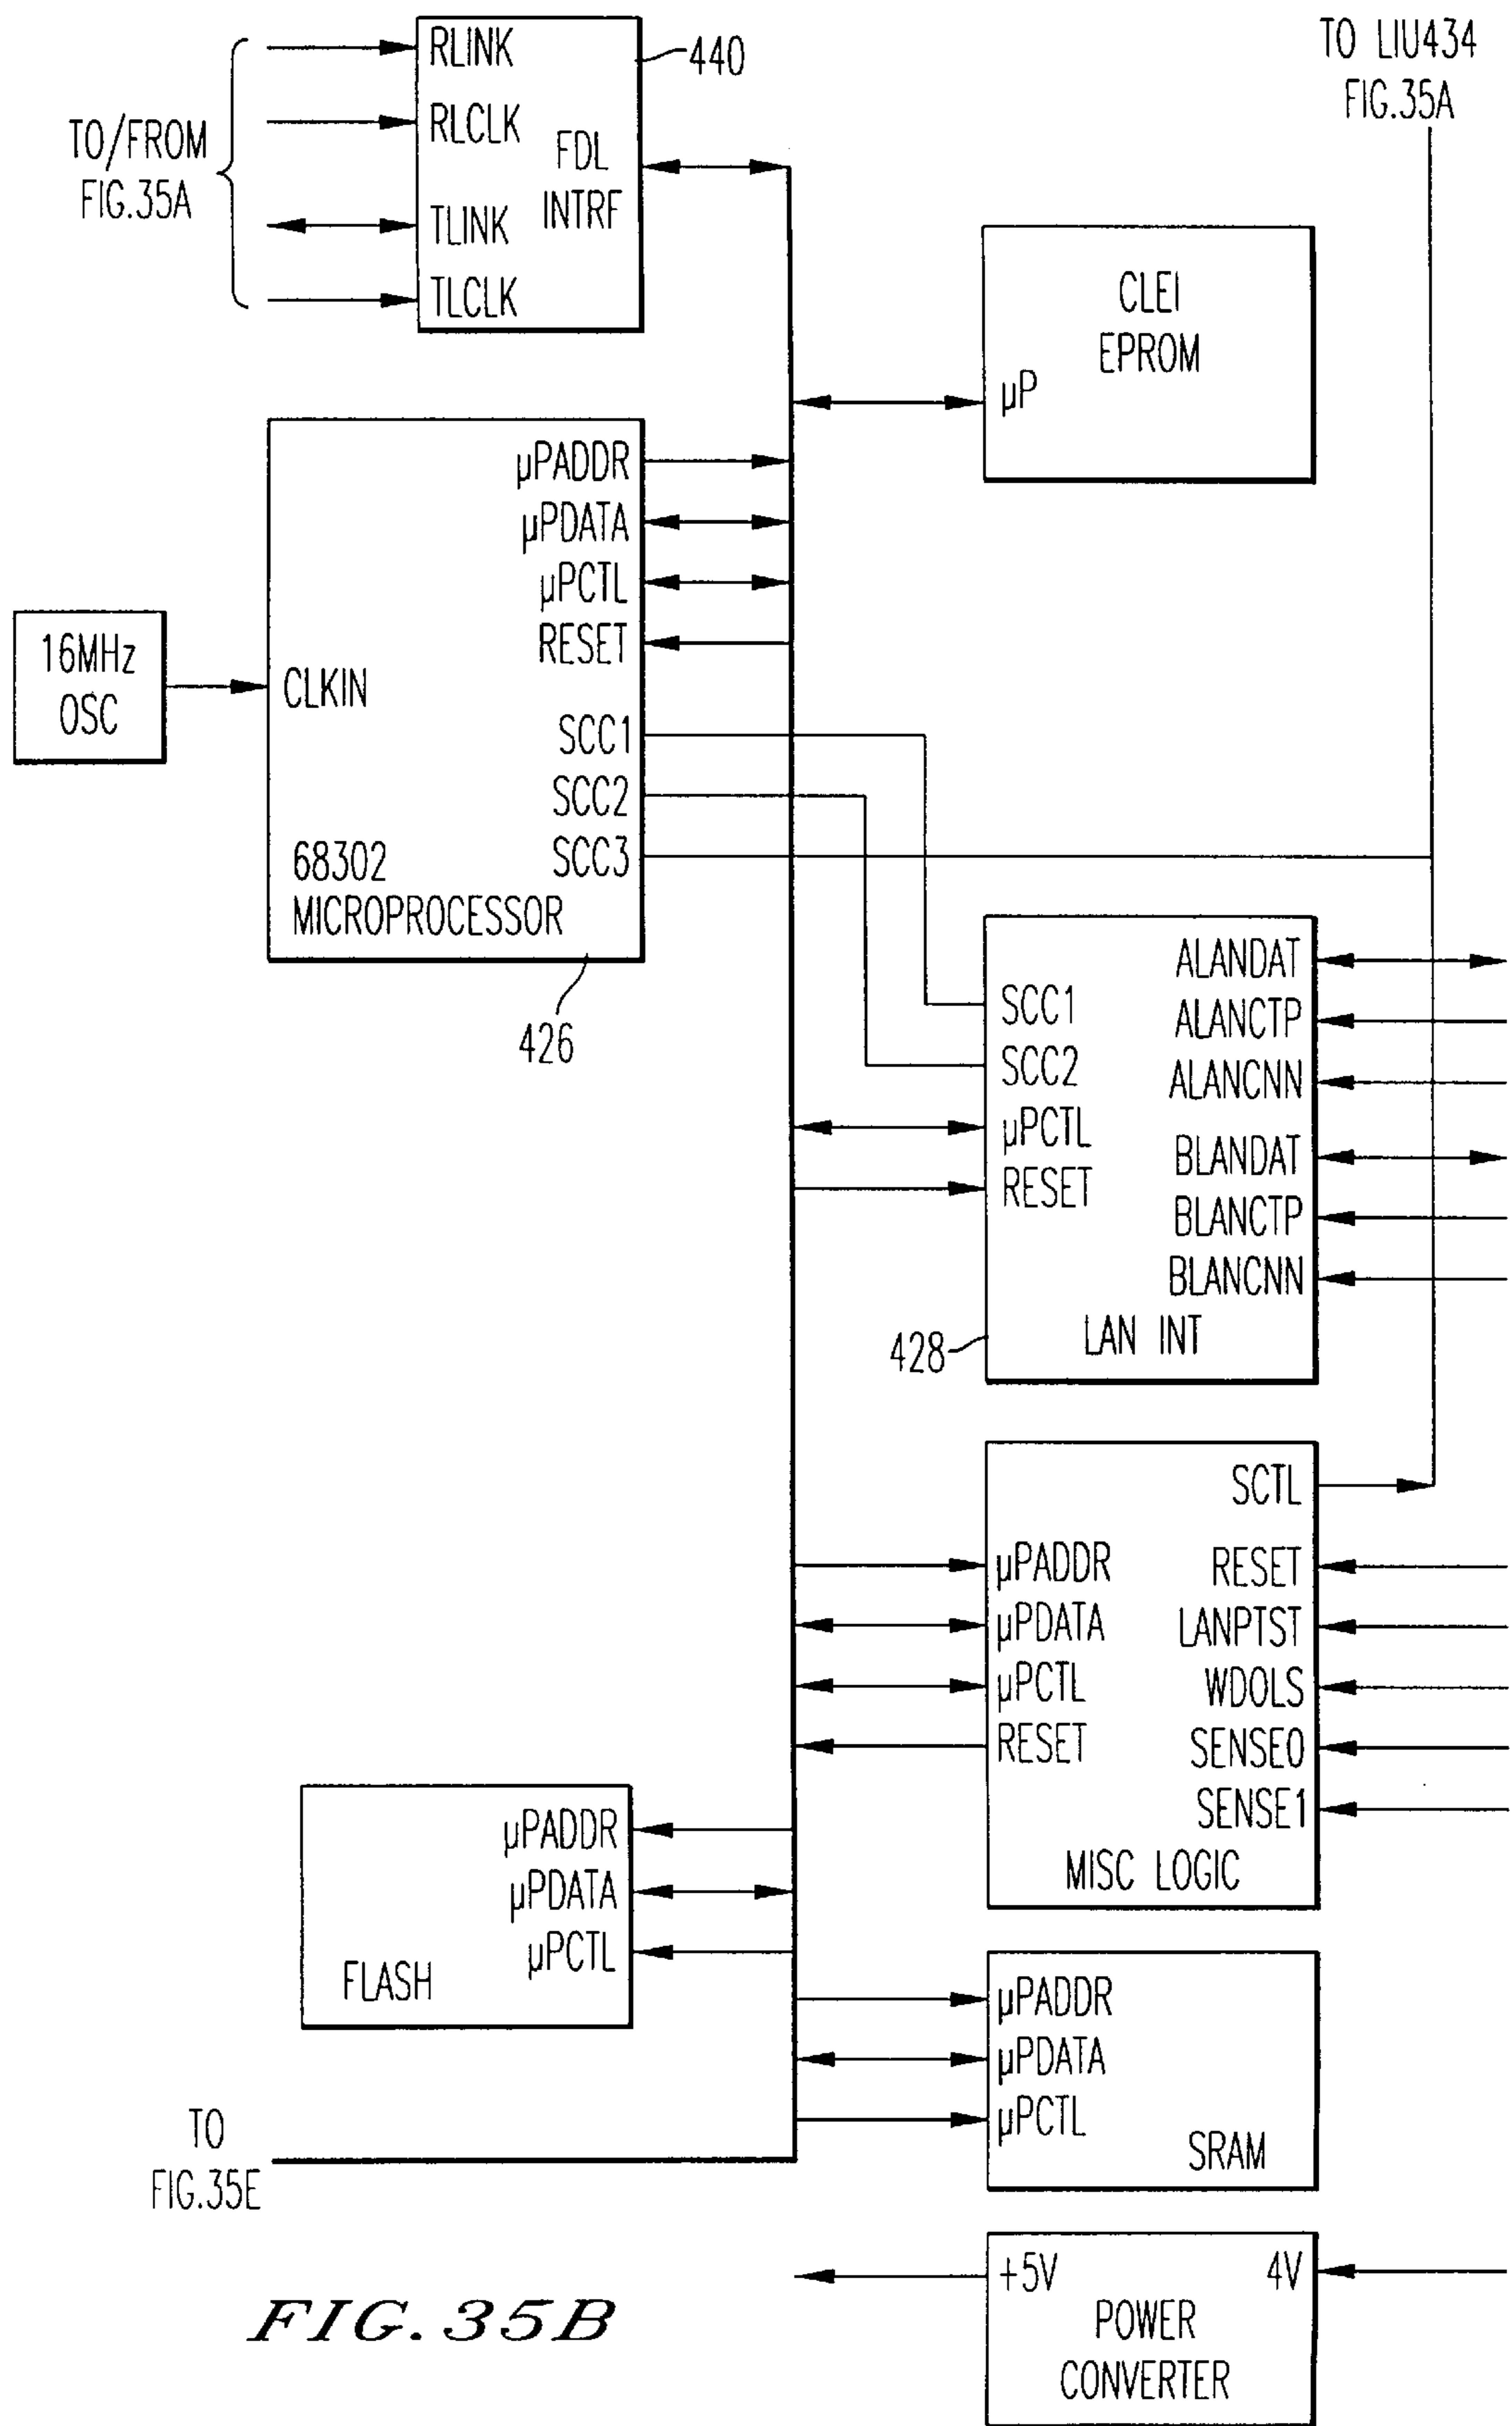 TO LIU434
FIG.35A
TO/FROM
FIG.35A
RLINK
RLCLK
TLINK
TLCLK
FDL
INTRF
440
CLEI
EPROM
µP
16MHz
OSC
CLKIN
µPADDR
µPDATA
µPCTL
RESET
SCC1
SCC2
SCC3
68302
MICROPROCESSOR
426
SCC1
SCC2
µPCTL
RESET
ALANDAT
ALANCTP
ALANCNN
BLANDAT
BLANCTP
BLANCNN
LAN INT
428
SCTL
µPADDR
µPDATA
µPCTL
RESET
RESET
LANPTST
WDOLS
SENSE0
SENSE1
MISC LOGIC
µPADDR
µPDATA
µPCTL
FLASH
µPADDR
µPDATA
µPCTL
SRAM
TO
FIG.35E
+5V
4V
POWER
CONVERTER
FIG. 35B